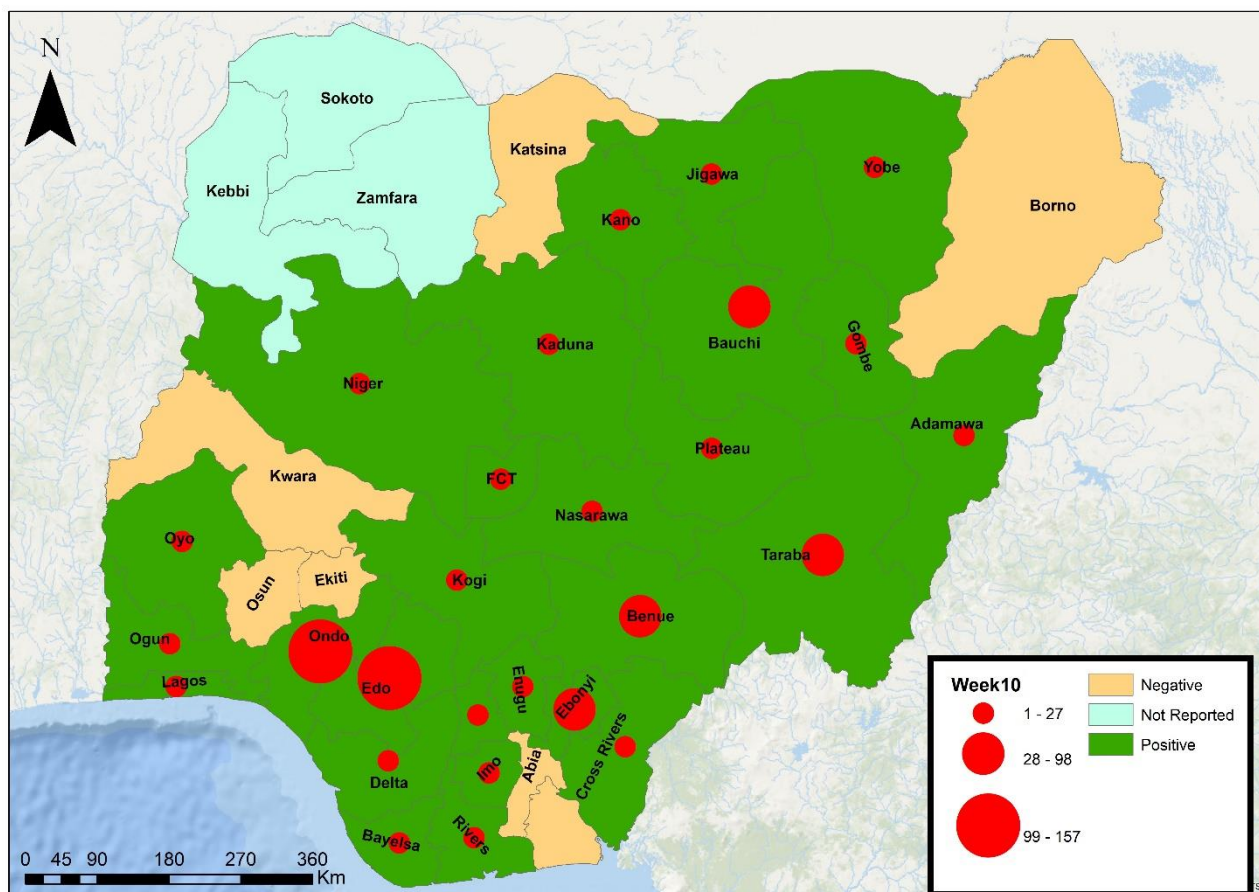 N
Sokoto
Katsina
Kebbi
Zamfara
Jigawa
Yobe
Borno
Kano
Kaduna
Bauchi
Gombe
Niger
Adamawa
Plateau
FCT
Kwara
Nasarawa
Oyo
Taraba
Kogi
Osun
Ekiti
Ogun
Ondo
Benue
Lagos
Edo
Enugu
Ebonyi
Cross Rivers
Delta
Imo
Abia
Bayelsa
Rivers
Week10
1 - 27
28 - 98
99 - 157
Negative
Not Reported
Positive
0 45 90 180 270 360
Km